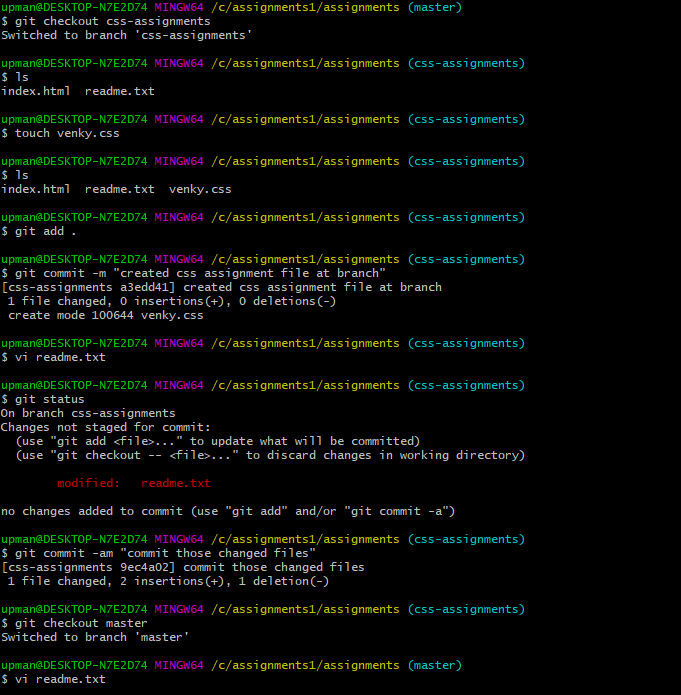 upman@DESKTOP-N7E2D74 MINGW64 /c/assignments1/assignments (master)
$ git checkout css-assignments
Switched to branch 'css-assignments'
upman@DESKTOP-N7E2D74 MINGW64 /c/assignments1/assignments (css-assignments)
$ ls
index.html  readme.txt
upman@DESKTOP-N7E2D74 MINGW64 /c/assignments1/assignments (css-assignments)
$ touch venky.css
upman@DESKTOP-N7E2D74 MINGW64 /c/assignments1/assignments (css-assignments)
$ ls
index.html  readme.txt  venky.css
upman@DESKTOP-N7E2D74 MINGW64 /c/assignments1/assignments (css-assignments)
$ git add .
upman@DESKTOP-N7E2D74 MINGW64 /c/assignments1/assignments (css-assignments)
$ git commit -m "created css assignment file at branch"
[css-assignments a3edd41] created css assignment file at branch
 1 file changed, 0 insertions(+), 0 deletions(-)
 create mode 100644 venky.css
upman@DESKTOP-N7E2D74 MINGW64 /c/assignments1/assignments (css-assignments)
$ vi readme.txt
upman@DESKTOP-N7E2D74 MINGW64 /c/assignments1/assignments (css-assignments)
$ git status
On branch css-assignments
Changes not staged for commit:
  (use "git add <file>..." to update what will be committed)
  (use "git checkout -- <file>..." to discard changes in working directory)
        modified:   readme.txt
no changes added to commit (use "git add" and/or "git commit -a")
upman@DESKTOP-N7E2D74 MINGW64 /c/assignments1/assignments (css-assignments)
$ git commit -am "commit those changed files"
[css-assignments 9ec4a02] commit those changed files
 1 file changed, 2 insertions(+), 1 deletion(-)
upman@DESKTOP-N7E2D74 MINGW64 /c/assignments1/assignments (css-assignments)
$ git checkout master
Switched to branch 'master'
upman@DESKTOP-N7E2D74 MINGW64 /c/assignments1/assignments (master)
$ vi readme.txt